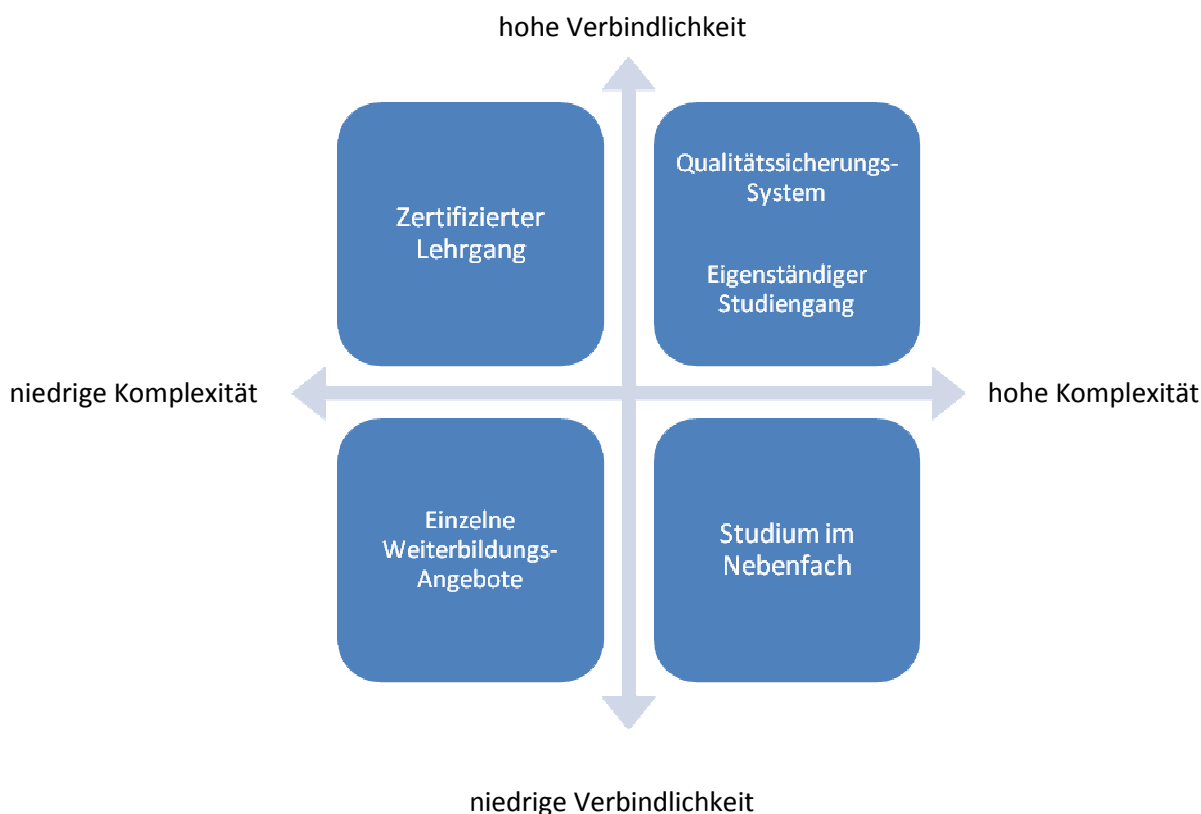 hohe Verbindlichkeit
Zertifizierter
Lehrgang
Qualitätssicherungs-
System
Eigenständiger
Studiengang
niedrige Komplexität
hohe Komplexität
Einzelne
Weiterbildungs-
Angebote
Studium im
Nebenfach
niedrige Verbindlichkeit